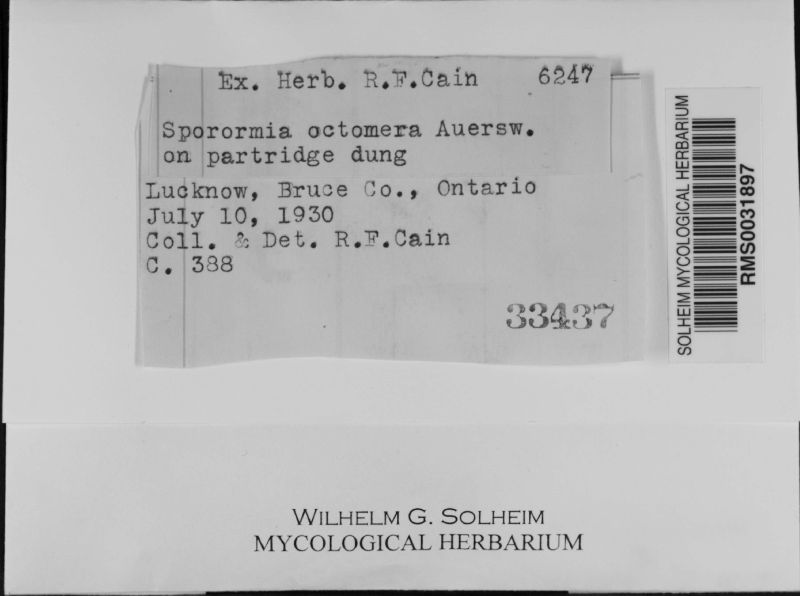 Ex. Herb. R.F.Cain 6247
Sporormia octomera Auersw.
on partridge dung
Lucknow, Bruce Co., Ontario
July 10, 1930
Coll. & Det. R.F.Cain
C. 388
33437
SOLHEIM MYCOLOGICAL HERBARIUM
RMS0031897
WILHELM G. SOLHEIM
MYCOLOGICAL HERBARIUM